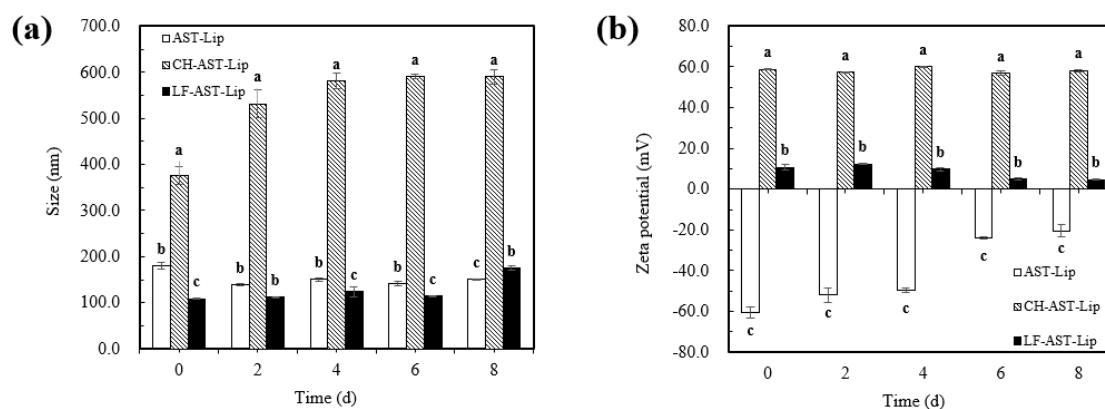 (a)
700.0
600.0
500.0
400.0
300.0
200.0
100.0
0.0
Size (nm)
AST-Lip
CH-AST-Lip
LF-AST-Lip
a a a a a
b b b b c
c b c c b
0 2 4 6 8
Time (d)
(b)
80.0
60.0
40.0
20.0
0.0
-20.0
-40.0
-60.0
-80.0
Zeta potential (mV)
a a a a a
b b b b b
0 2 4 6 8
c c c c c
AST-Lip
CH-AST-Lip
LF-AST-Lip
Time (d)